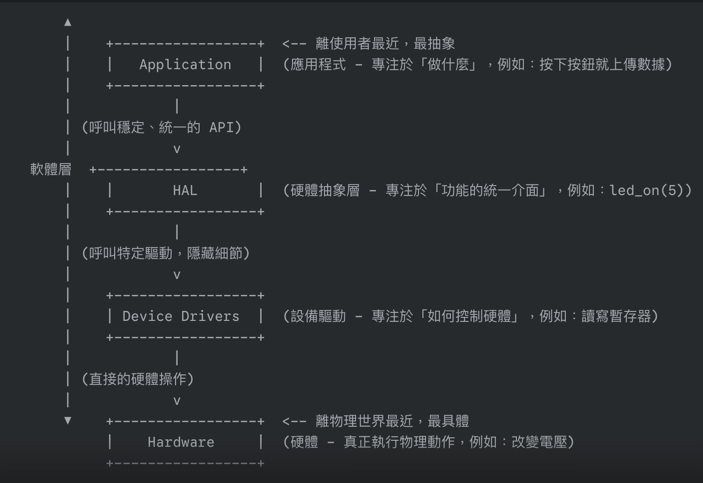 ▲
│ +-----------------+ <-- 離使用者最近，最抽象
│ | Application | (應用程式 - 專注於「做什麼」，例如：按下按鈕就上傳數據)
│ +-----------------+
│ |
│ (呼叫穩定、統一的 API)
│ v
軟體層 +-----------------+
│ | HAL | (硬體抽象層 - 專注於「功能的統一介面」，例如：led_on(5))
│ +-----------------+
│ |
│ (呼叫特定驅動，隱藏細節)
│ v
│ +-----------------+
│ | Device Drivers | (設備驅動 - 專注於「如何控制硬體」，例如：讀寫暫存器)
│ +-----------------+
│ |
│ (直接的硬體操作)
│ v
▼ +-----------------+ <-- 離物理世界最近，最具體
| Hardware | (硬體 - 真正執行物理動作，例如：改變電壓)
+-----------------+